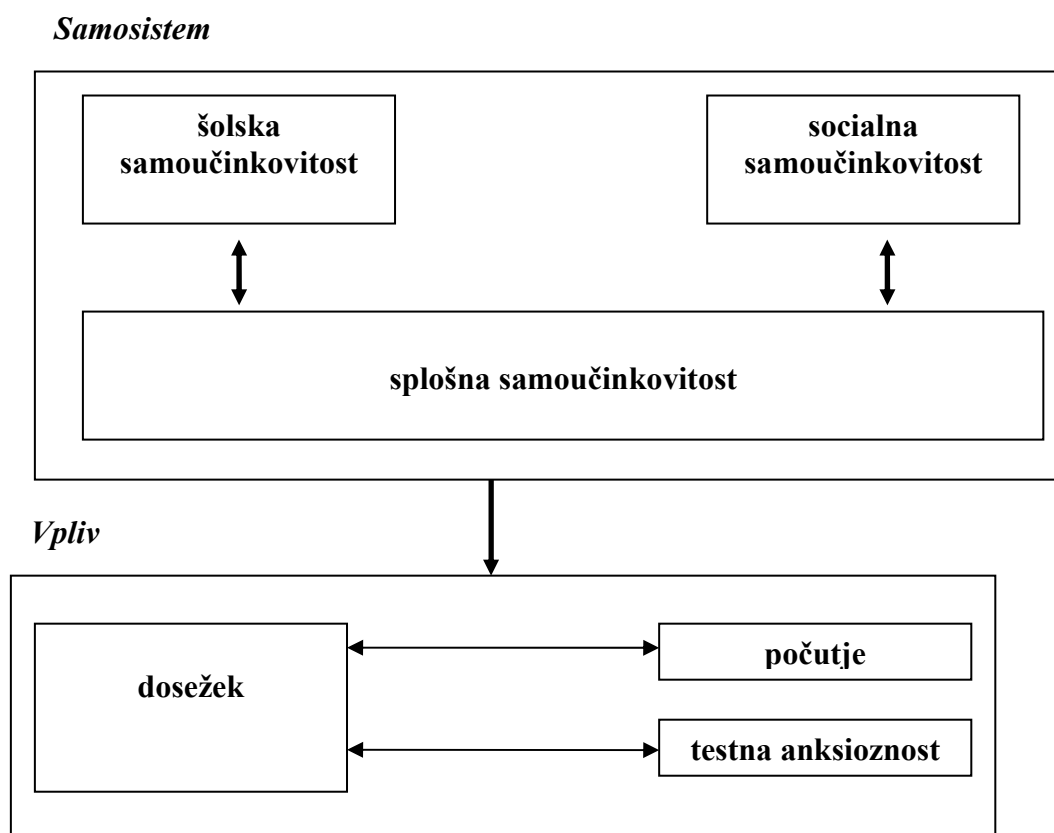 Samosistem
šolska
samoučinkovitost
socialna
samoučinkovitost
splošna samoučinkovitost
Vpliv
dosežek
počutje
testna anksioznost